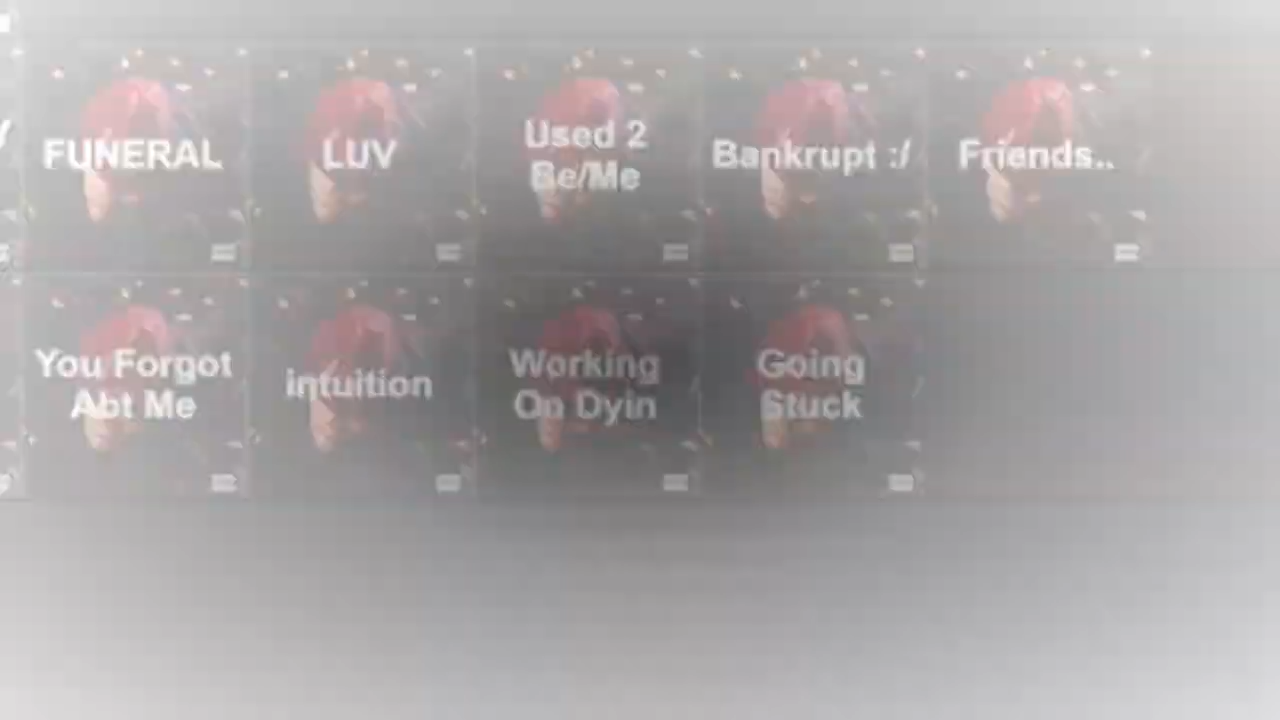 FUNERAL
LUV
Used 2
Be/Me
Bankrupt :/
Friends..
You Forgot
Abt Me
intuition
Working
On Dyin
Going
Stuck